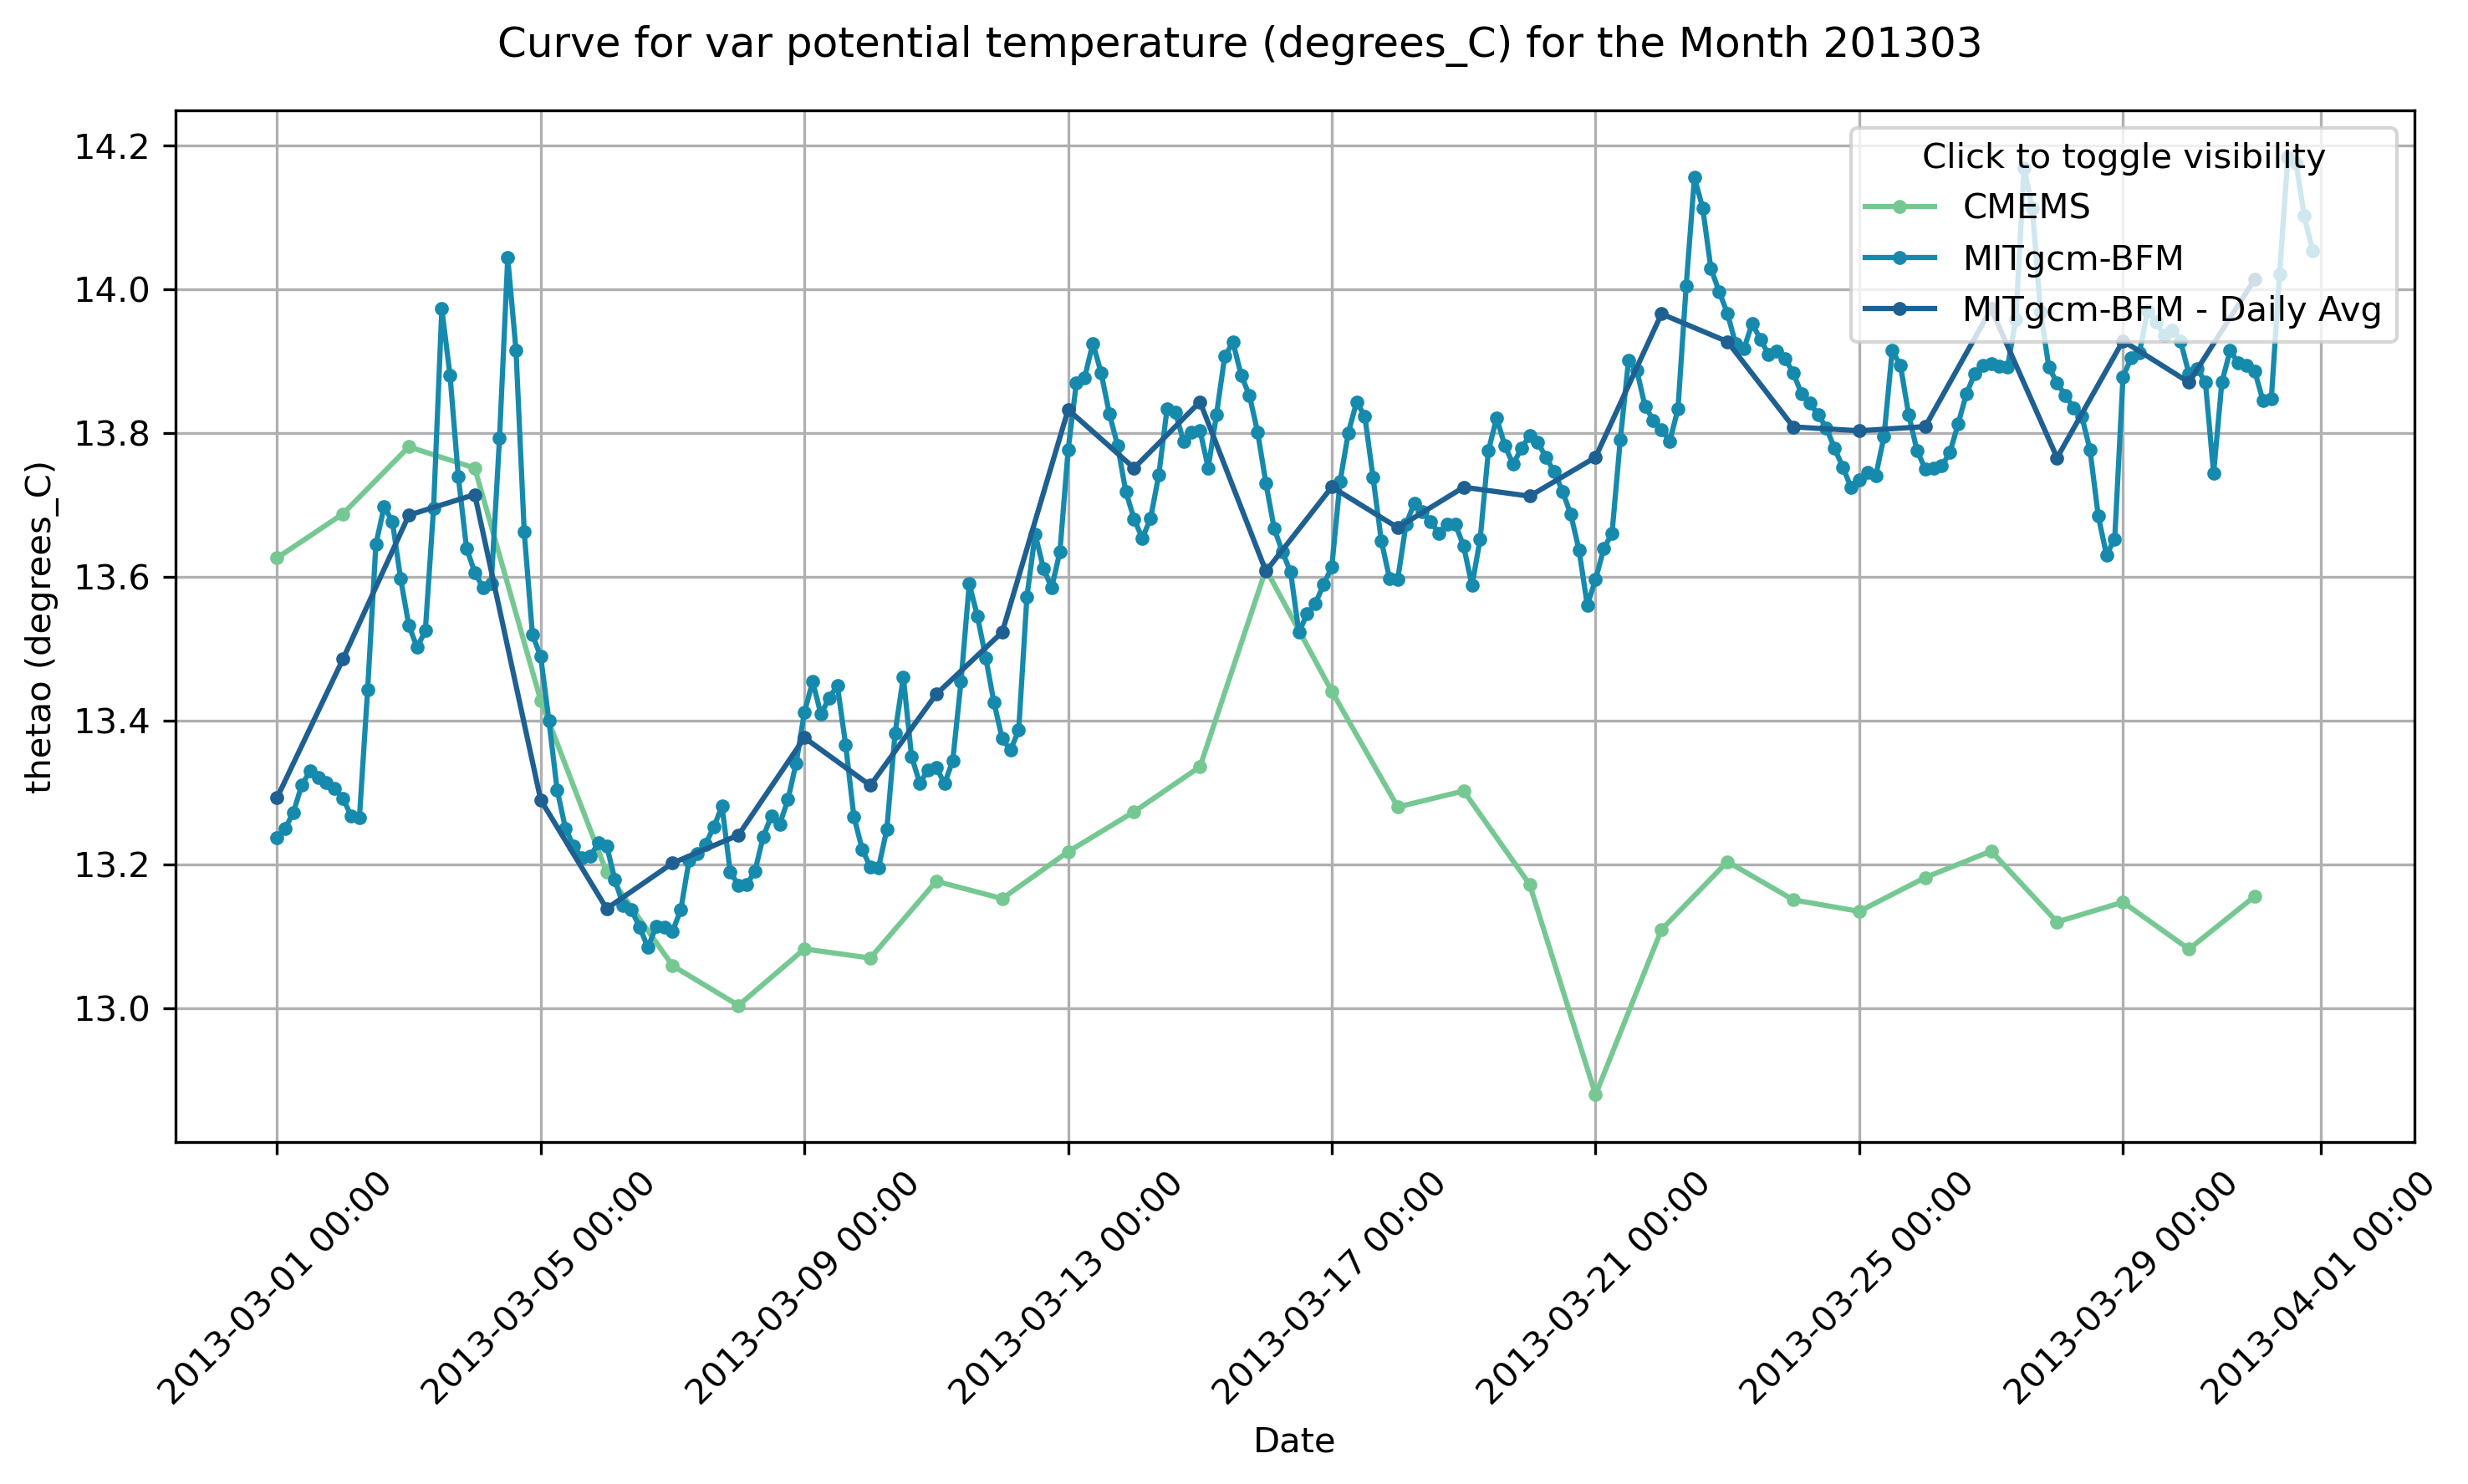 Curve for var potential temperature (degrees_C) for the Month 201303
thetao (degrees_C)
14.2
14.0
13.8
13.6
13.4
13.2
13.0
Click to toggle visibility
CMEMS
MITgcm-BFM
MITgcm-BFM - Daily Avg
2013-03-01 00:00
2013-03-05 00:00
2013-03-09 00:00
2013-03-13 00:00
2013-03-17 00:00
2013-03-21 00:00
2013-03-25 00:00
2013-03-29 00:00
2013-04-01 00:00
Date